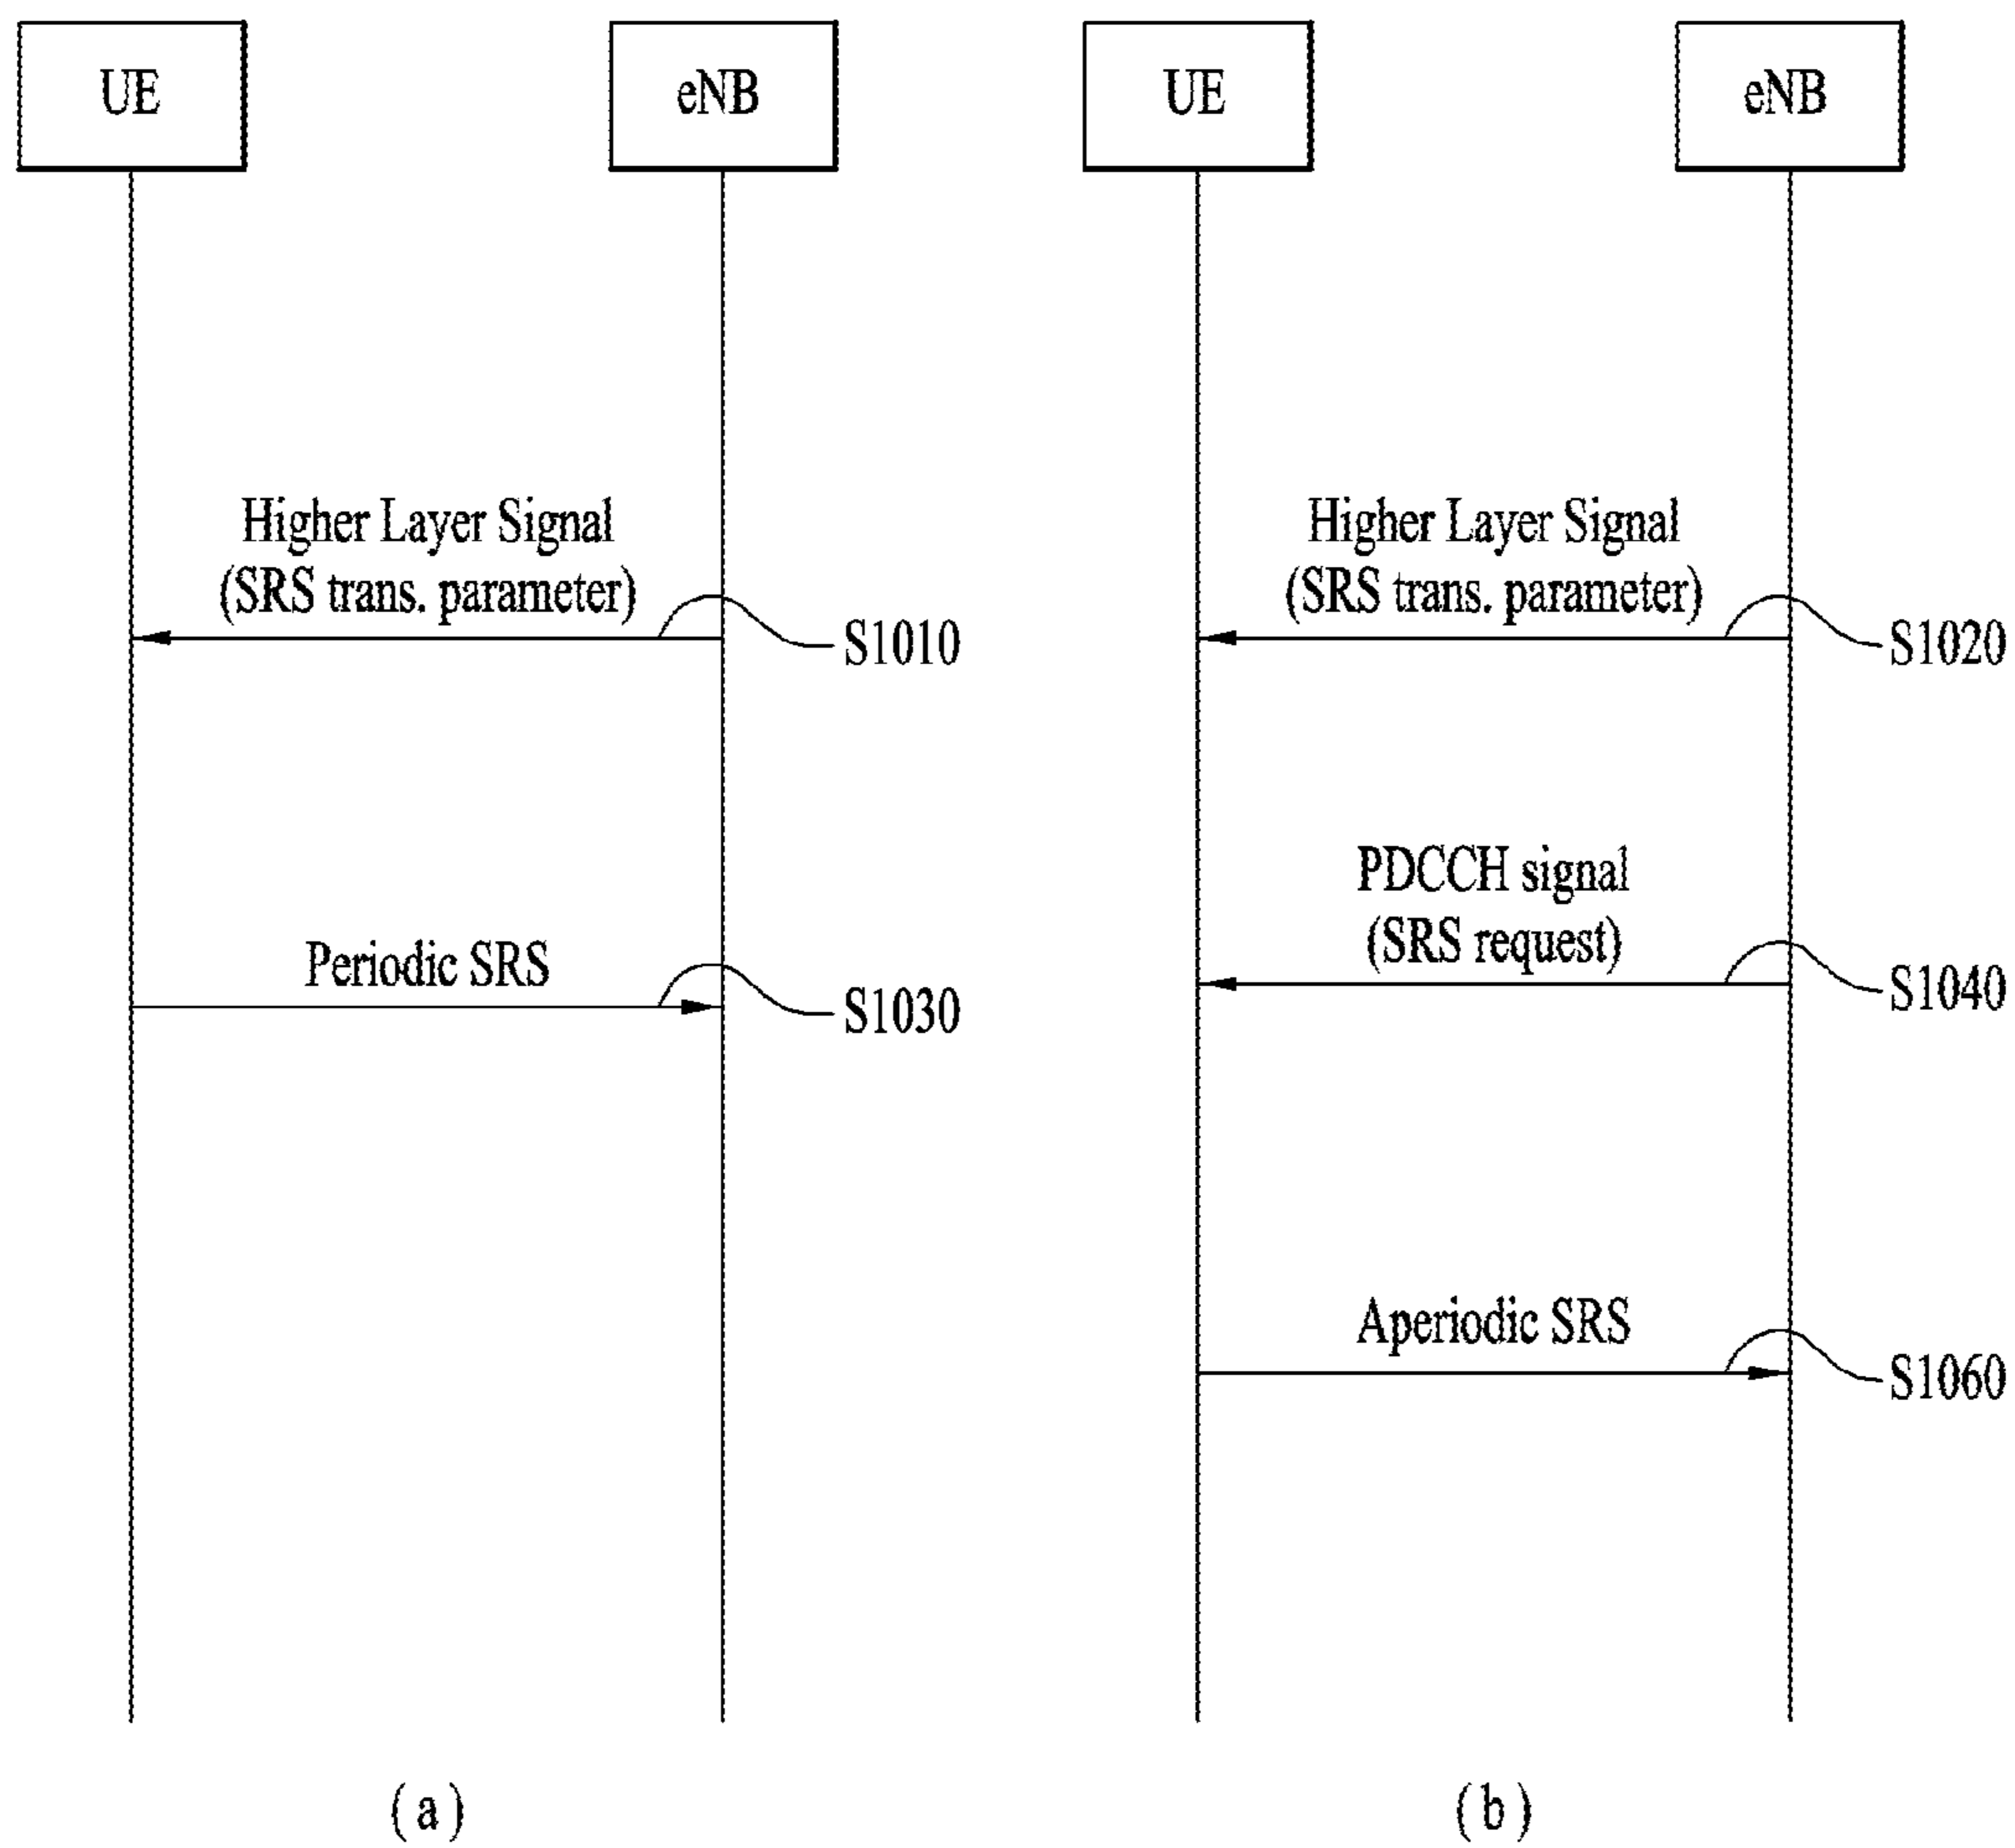 UE
eNB
Higher Layer Signal
(SRS trans. parameter)
S1010
Periodic SRS
S1030
(a)
UE
eNB
Higher Layer Signal
(SRS trans. parameter)
S1020
PDCCH signal
(SRS request)
S1040
Aperiodic SRS
S1060
(b)